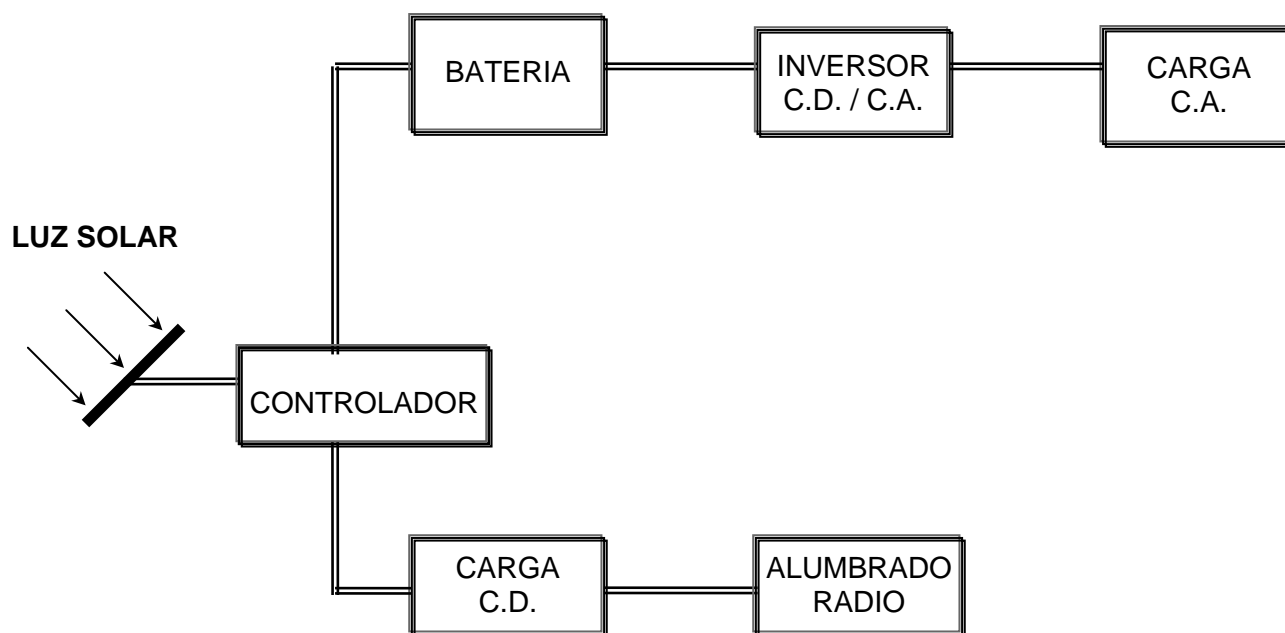 BATERIA
INVERSOR
C.D. / C.A.
CARGA
C.A.
LUZ SOLAR
CONTROLADOR
CARGA
C.D.
ALUMBRADO
RADIO